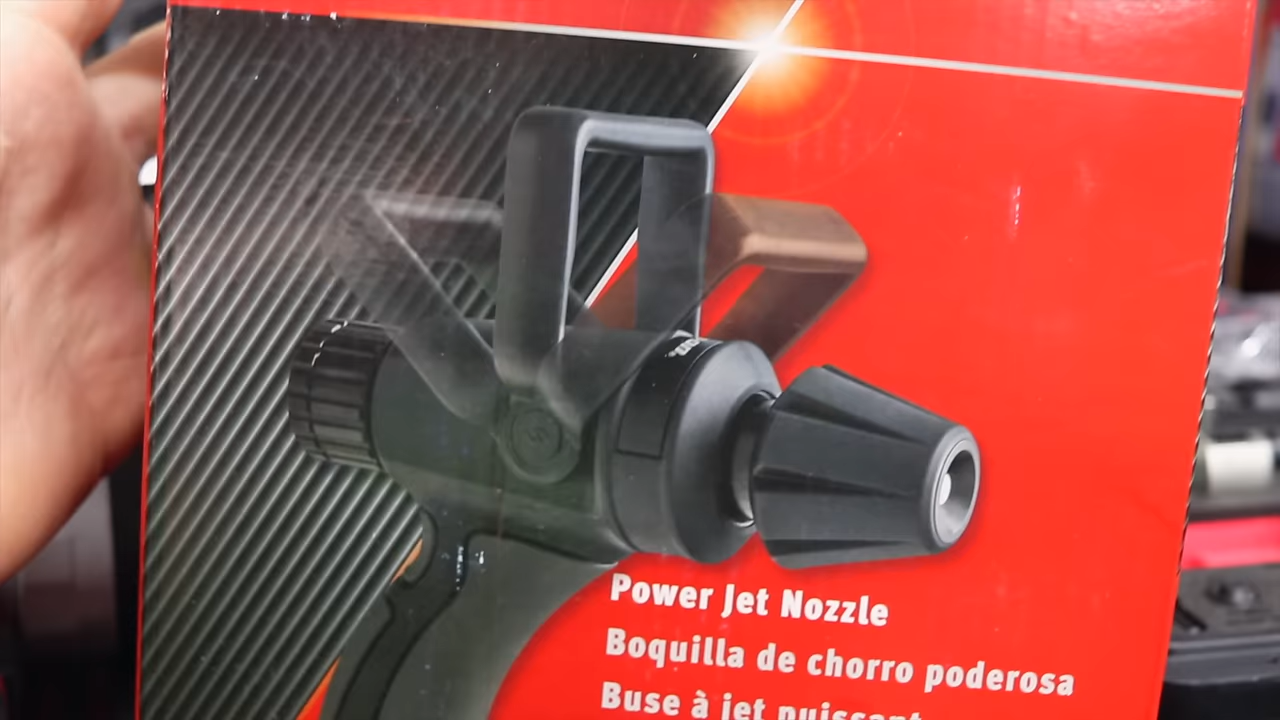 Power Jet Nozzle
Boquilla de chorro poderosa
Buse à jet puissant